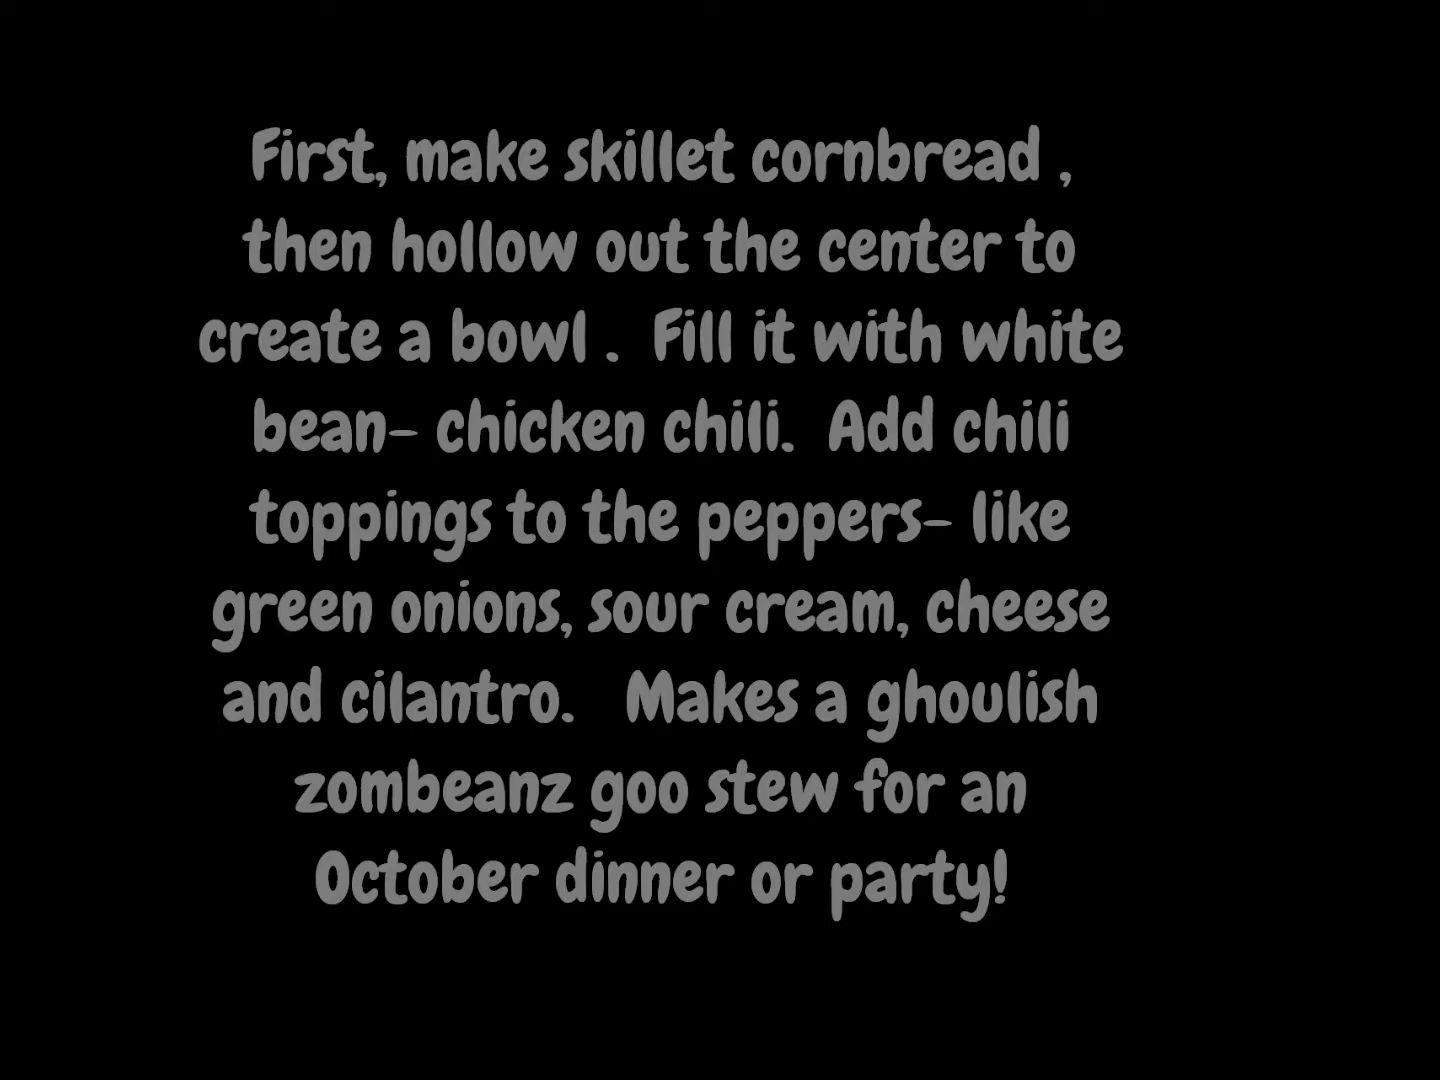 First, make skillet cornbread ,
then hollow out the center to
create a bowl .  Fill it with white
bean- chicken chili.  Add chili
toppings to the peppers- like
green onions, sour cream, cheese
and cilantro.   Makes a ghoulish
zombeanz goo stew for an
October dinner or party!